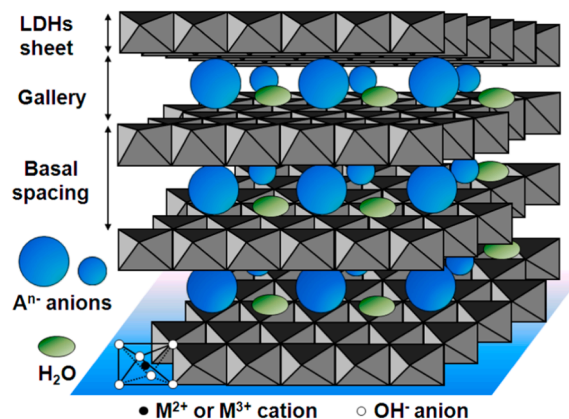 LDHs
sheet
Gallery
Basal
spacing
Aⁿ⁻ anions
H₂O
M²⁺ or M³⁺ cation
OH⁻ anion